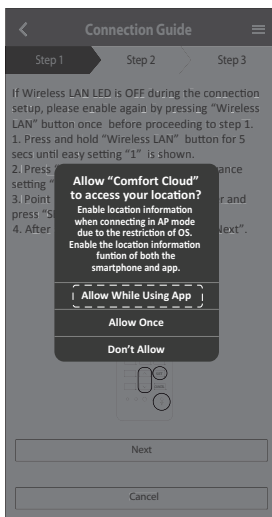 Connection Guide
Step 1
Step 2
Step 3
If Wireless LAN LED is OFF during the connection
setup, please enable again by pressing "Wireless
LAN" button once before proceeding to step 1.
1. Press and hold "Wireless LAN" button for 5
secs until easy setting "1" is shown.
2. Press
setting "
3. Point
r and
press
4. After
Next".
Allow "Comfort Cloud"
to access your location?
Enable location information
when connecting in AP mode
due to the restriction of OS.
Enable the location information
funtion of both the
smartphone and app.
Allow While Using App
Allow Once
Don't Allow
Next
Cancel